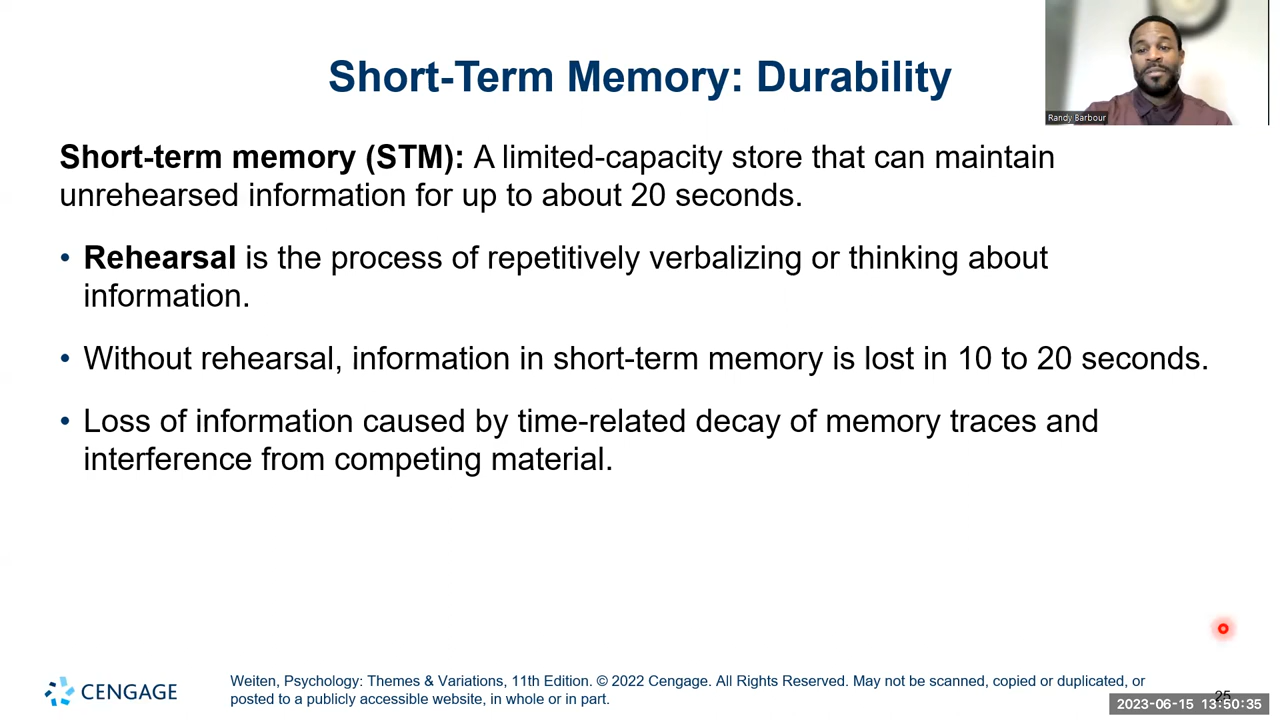 Short-Term Memory: Durability
Randy Barbour
Short-term memory (STM): A limited-capacity store that can maintain
unrehearsed information for up to about 20 seconds.
• Rehearsal is the process of repetitively verbalizing or thinking about
information.
• Without rehearsal, information in short-term memory is lost in 10 to 20 seconds.
• Loss of information caused by time-related decay of memory traces and
interference from competing material.
CENGAGE
Weiten, Psychology: Themes & Variations, 11th Edition. © 2022 Cengage. All Rights Reserved. May not be scanned, copied or duplicated, or
posted to a publicly accessible website, in whole or in part.
25
2023-06-15 13:50:35